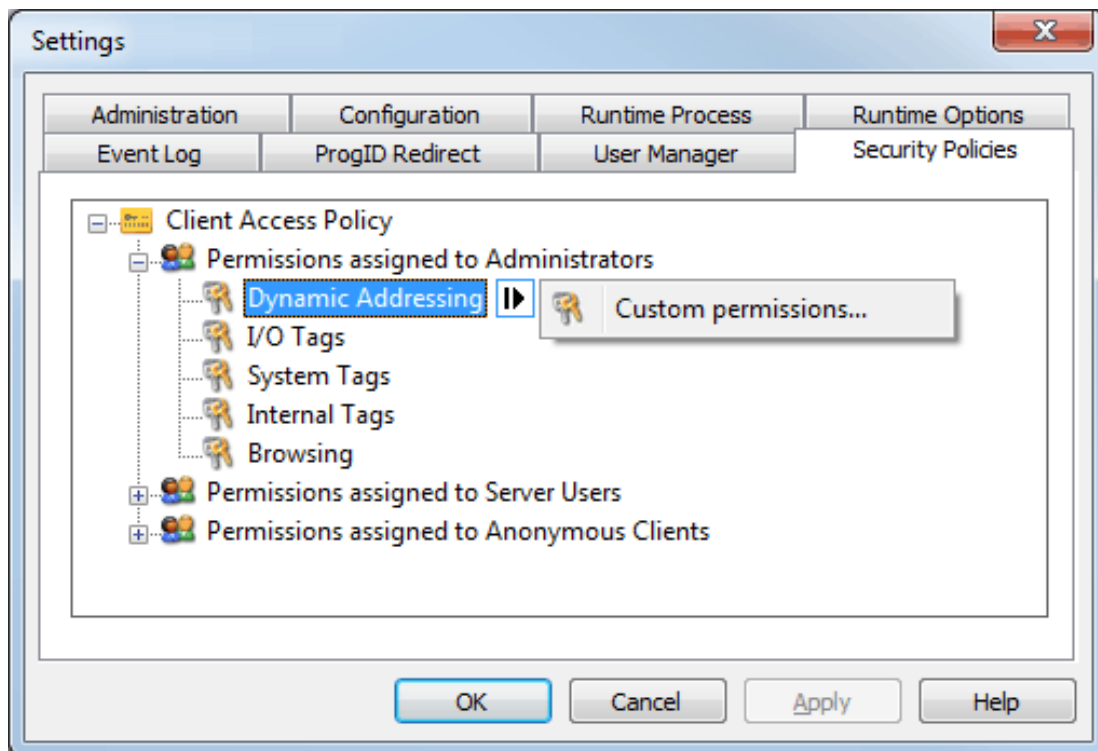 Settings
Administration Configuration Runtime Process Runtime Options
Event Log ProgID Redirect User Manager Security Policies
Client Access Policy
Permissions assigned to Administrators
Dynamic Addressing Custom permissions...
I/O Tags
System Tags
Internal Tags
Browsing
Permissions assigned to Server Users
Permissions assigned to Anonymous Clients
OK Cancel Apply Help